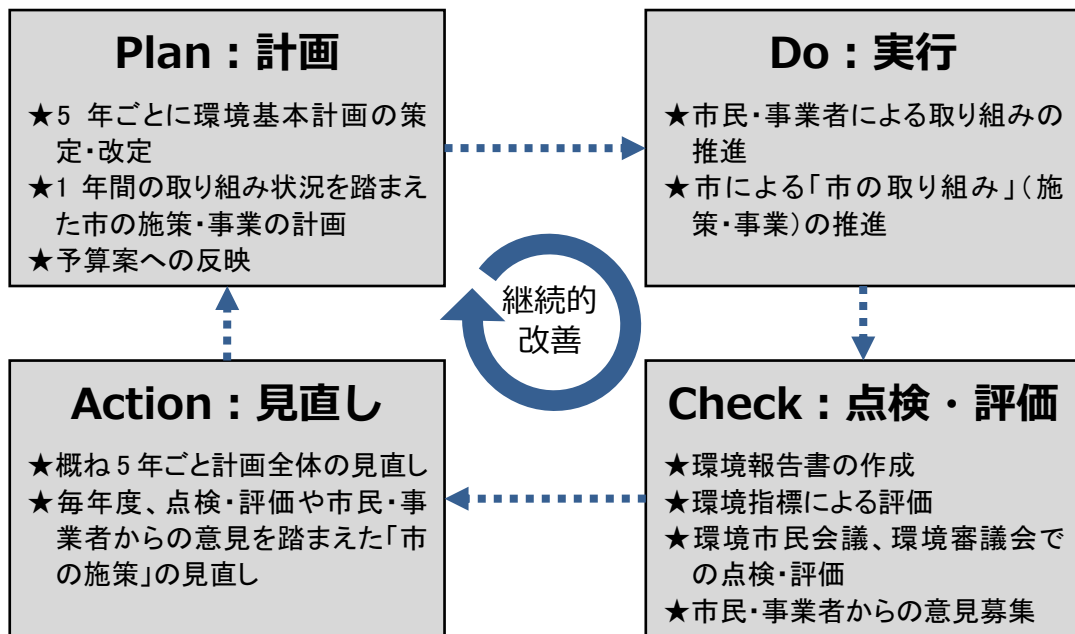 Plan：計画
★5 年ごとに環境基本計画の策
定・改定
★1 年間の取り組み状況を踏まえ
た市の施策・事業の計画
★予算案への反映
Do：実行
★市民・事業者による取り組みの
推進
★市による「市の取り組み」（施
策・事業）の推進
継続的
改善
Action：見直し
★概ね 5 年ごと計画全体の見直し
★毎年度、点検・評価や市民・事
業者からの意見を踏まえた「市
の施策」の見直し
Check：点検・評価
★環境報告書の作成
★環境指標による評価
★環境市民会議、環境審議会で
の点検・評価
★市民・事業者からの意見募集